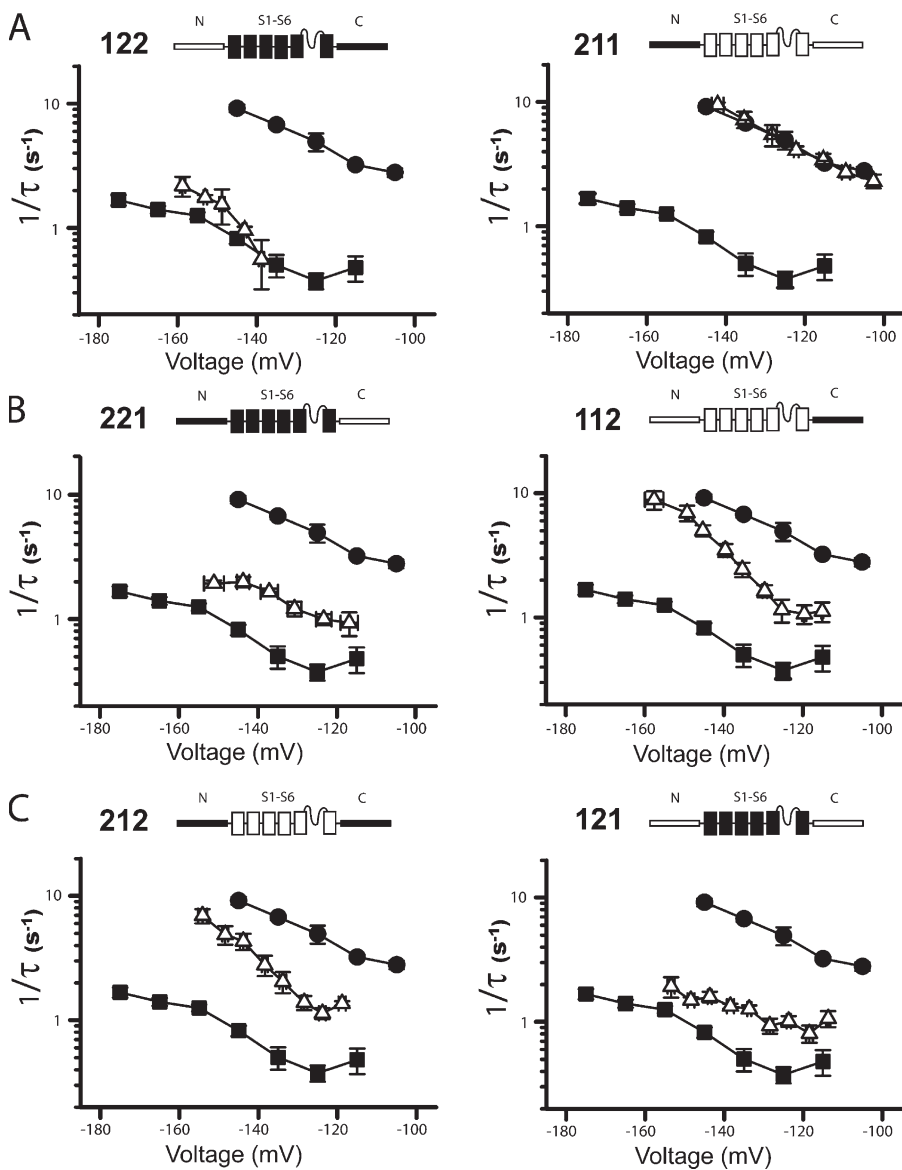 A
N S1-S6 C
122
10
1
1/τ (s-1)
-180 -160 -140 -120 -100
Voltage (mV)
N S1-S6 C
211
10
1
1/τ (s-1)
-180 -160 -140 -120 -100
Voltage (mV)
B
N S1-S6 C
221
10
1
1/τ (s-1)
-180 -160 -140 -120 -100
Voltage (mV)
N S1-S6 C
112
10
1
1/τ (s-1)
-180 -160 -140 -120 -100
Voltage (mV)
C
N S1-S6 C
212
10
1
1/τ (s-1)
-180 -160 -140 -120 -100
Voltage (mV)
N S1-S6 C
121
10
1
1/τ (s-1)
-180 -160 -140 -120 -100
Voltage (mV)